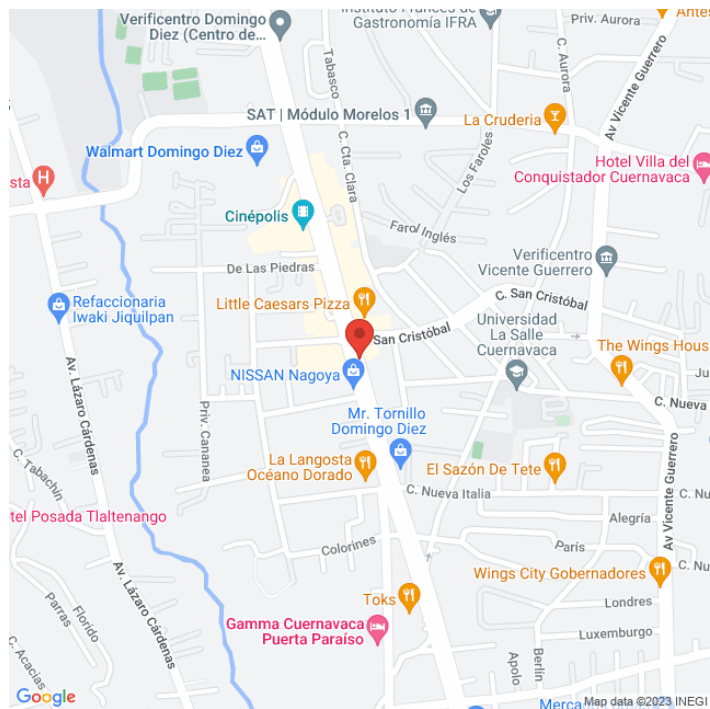 Instituto Francés de
Gastronomía IFRA
Priv. Aurora
Antes
Verificentro Domingo
Diez (Centro de...
Tabasco
C. Aurora
Av Vicente Guerrero
SAT | Módulo Morelos 1
La Cruderia
C. Cta. Clara
Walmart Domingo Diez
Los Faroles
Hotel Villa del
Conquistador Cuernavaca
sta
Cinépolis
Farol Inglés
Verificentro
Vicente Guerrero
De Las Piedras
Refaccionaria
Iwaki Jiquilpan
Little Caesars Pizza
C. San Cristóbal
San Cristóbal
Universidad
La Salle
Cuernavaca
The Wings Hous
NISSAN Nagoya
Ju
C. Nueva
Av. Lázaro Cárdenas
Priv. Cananea
Mr. Tornillo
Domingo Diez
La Langosta
Océano Dorado
El Sazón De Tete
C. Tabachín
C. Nueva Italia
C. Nu
tel Posada Tlaltenango
Alegría
Av Vicente Guerrero
Colorines
París
Av. Lázaro Cárdenas
Wings City Gobernadores
C. Nu
Toks
Londres
Parras
Florido
Gamma Cuernavaca
Puerta Paraíso
Luxemburgo
C. Acacias
Apolo
Berlín
Google
Map data ©2023 INEGI